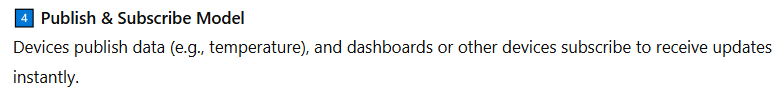 4 Publish & Subscribe Model
Devices publish data (e.g., temperature), and dashboards or other devices subscribe to receive updates
instantly.